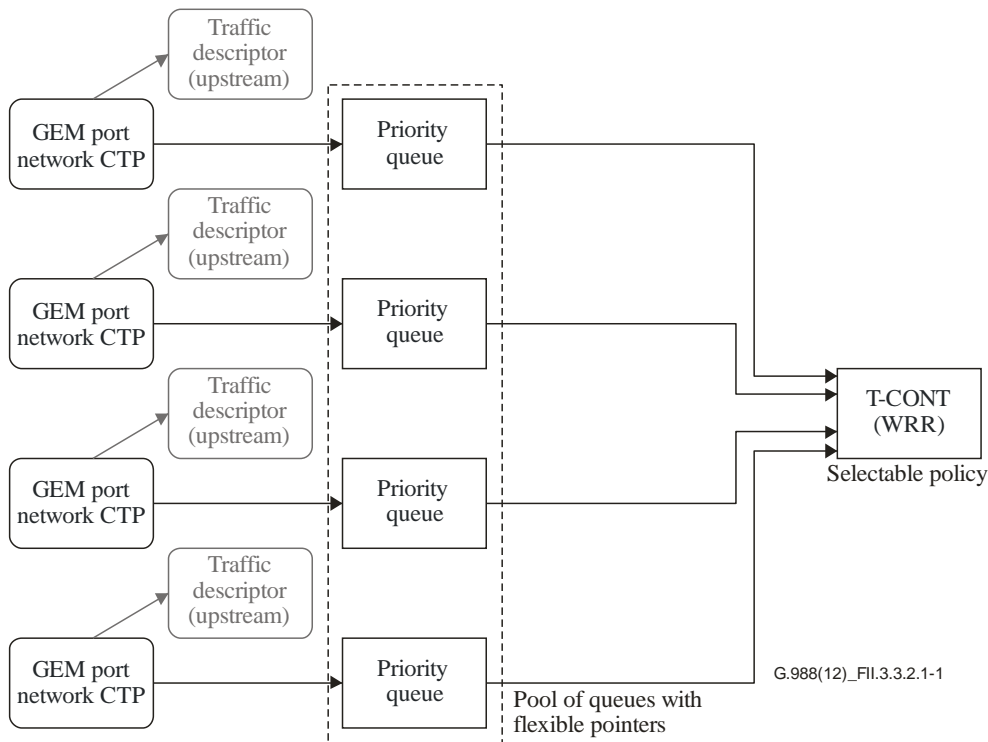 Traffic
descriptor
(upstream)
GEM port
network CTP
Priority
queue
Traffic
descriptor
(upstream)
GEM port
network CTP
Priority
queue
T-CONT
(WRR)
Selectable policy
Traffic
descriptor
(upstream)
GEM port
network CTP
Priority
queue
Traffic
descriptor
(upstream)
GEM port
network CTP
Priority
queue
G.988(12)_FII.3.3.2.1-1
Pool of queues with
flexible pointers